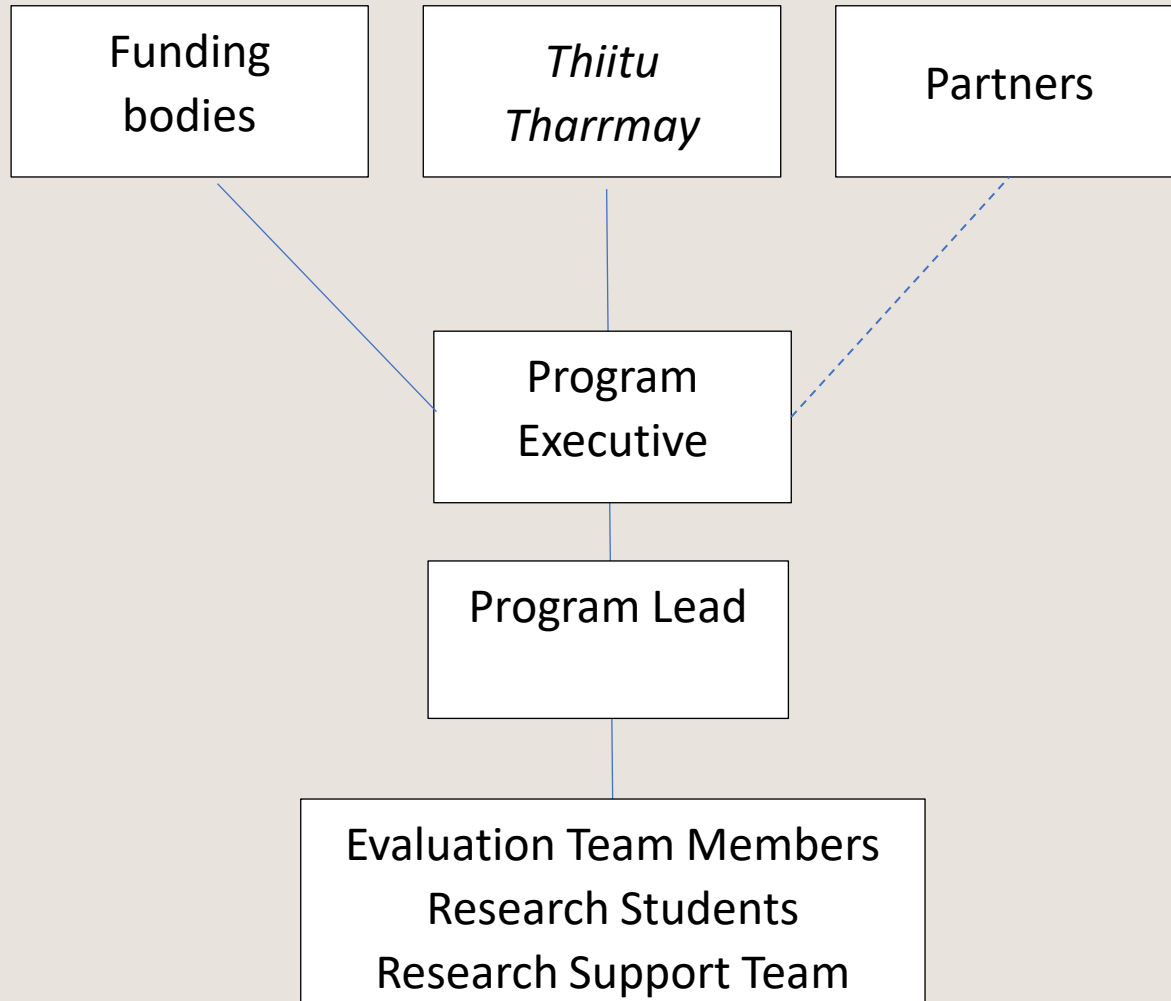 Funding
bodies
Thiitu
Tharrmay
Partners
Program
Executive
Program Lead
Evaluation Team Members
Research Students
Research Support Team